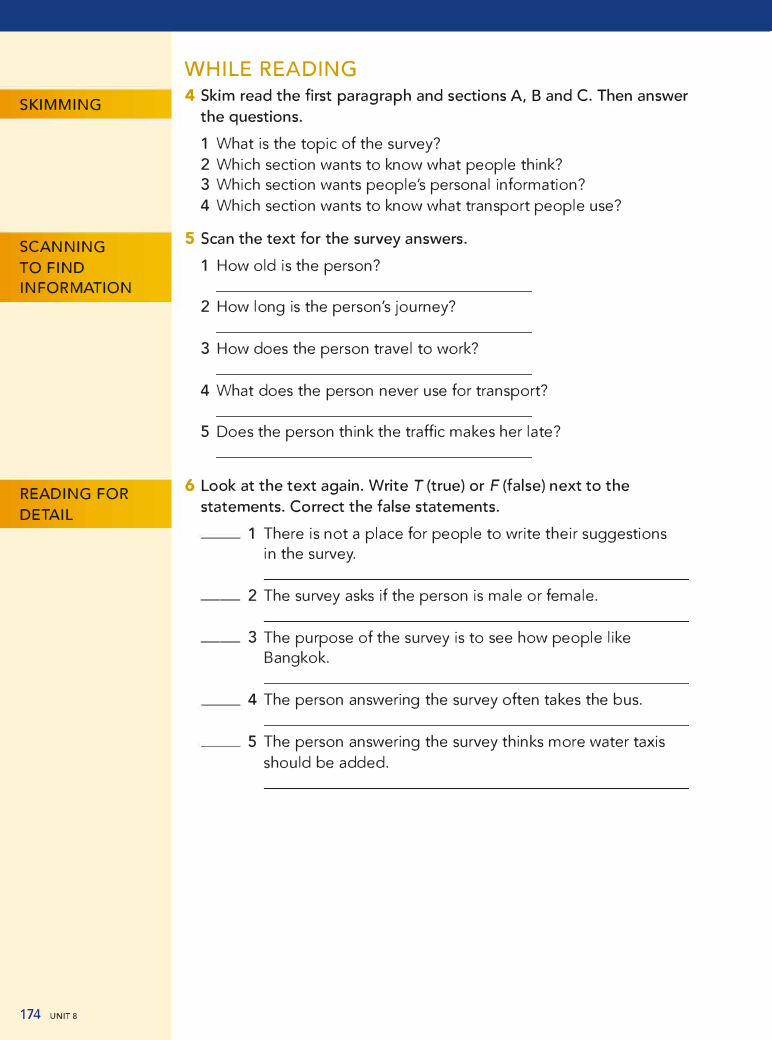 WHILE READING
SKIMMING
4 Skim read the first paragraph and sections A, B and C. Then answer
the questions.
1 What is the topic of the survey?
2 Which section wants to know what people think?
3 Which section wants people's personal information?
4 Which section wants to know what transport people use?
SCANNING
TO FIND
INFORMATION
5 Scan the text for the survey answers.
1 How old is the person?
2 How long is the person's journey?
3 How does the person travel to work?
4 What does the person never use for transport?
5 Does the person think the traffic makes her late?
READING FOR
DETAIL
6 Look at the text again. Write T (true) or F (false) next to the
statements. Correct the false statements.
1 There is not a place for people to write their suggestions
in the survey.
2 The survey asks if the person is male or female.
3 The purpose of the survey is to see how people like
Bangkok.
4 The person answering the survey often takes the bus.
5 The person answering the survey thinks more water taxis
should be added.
174 UNIT 8